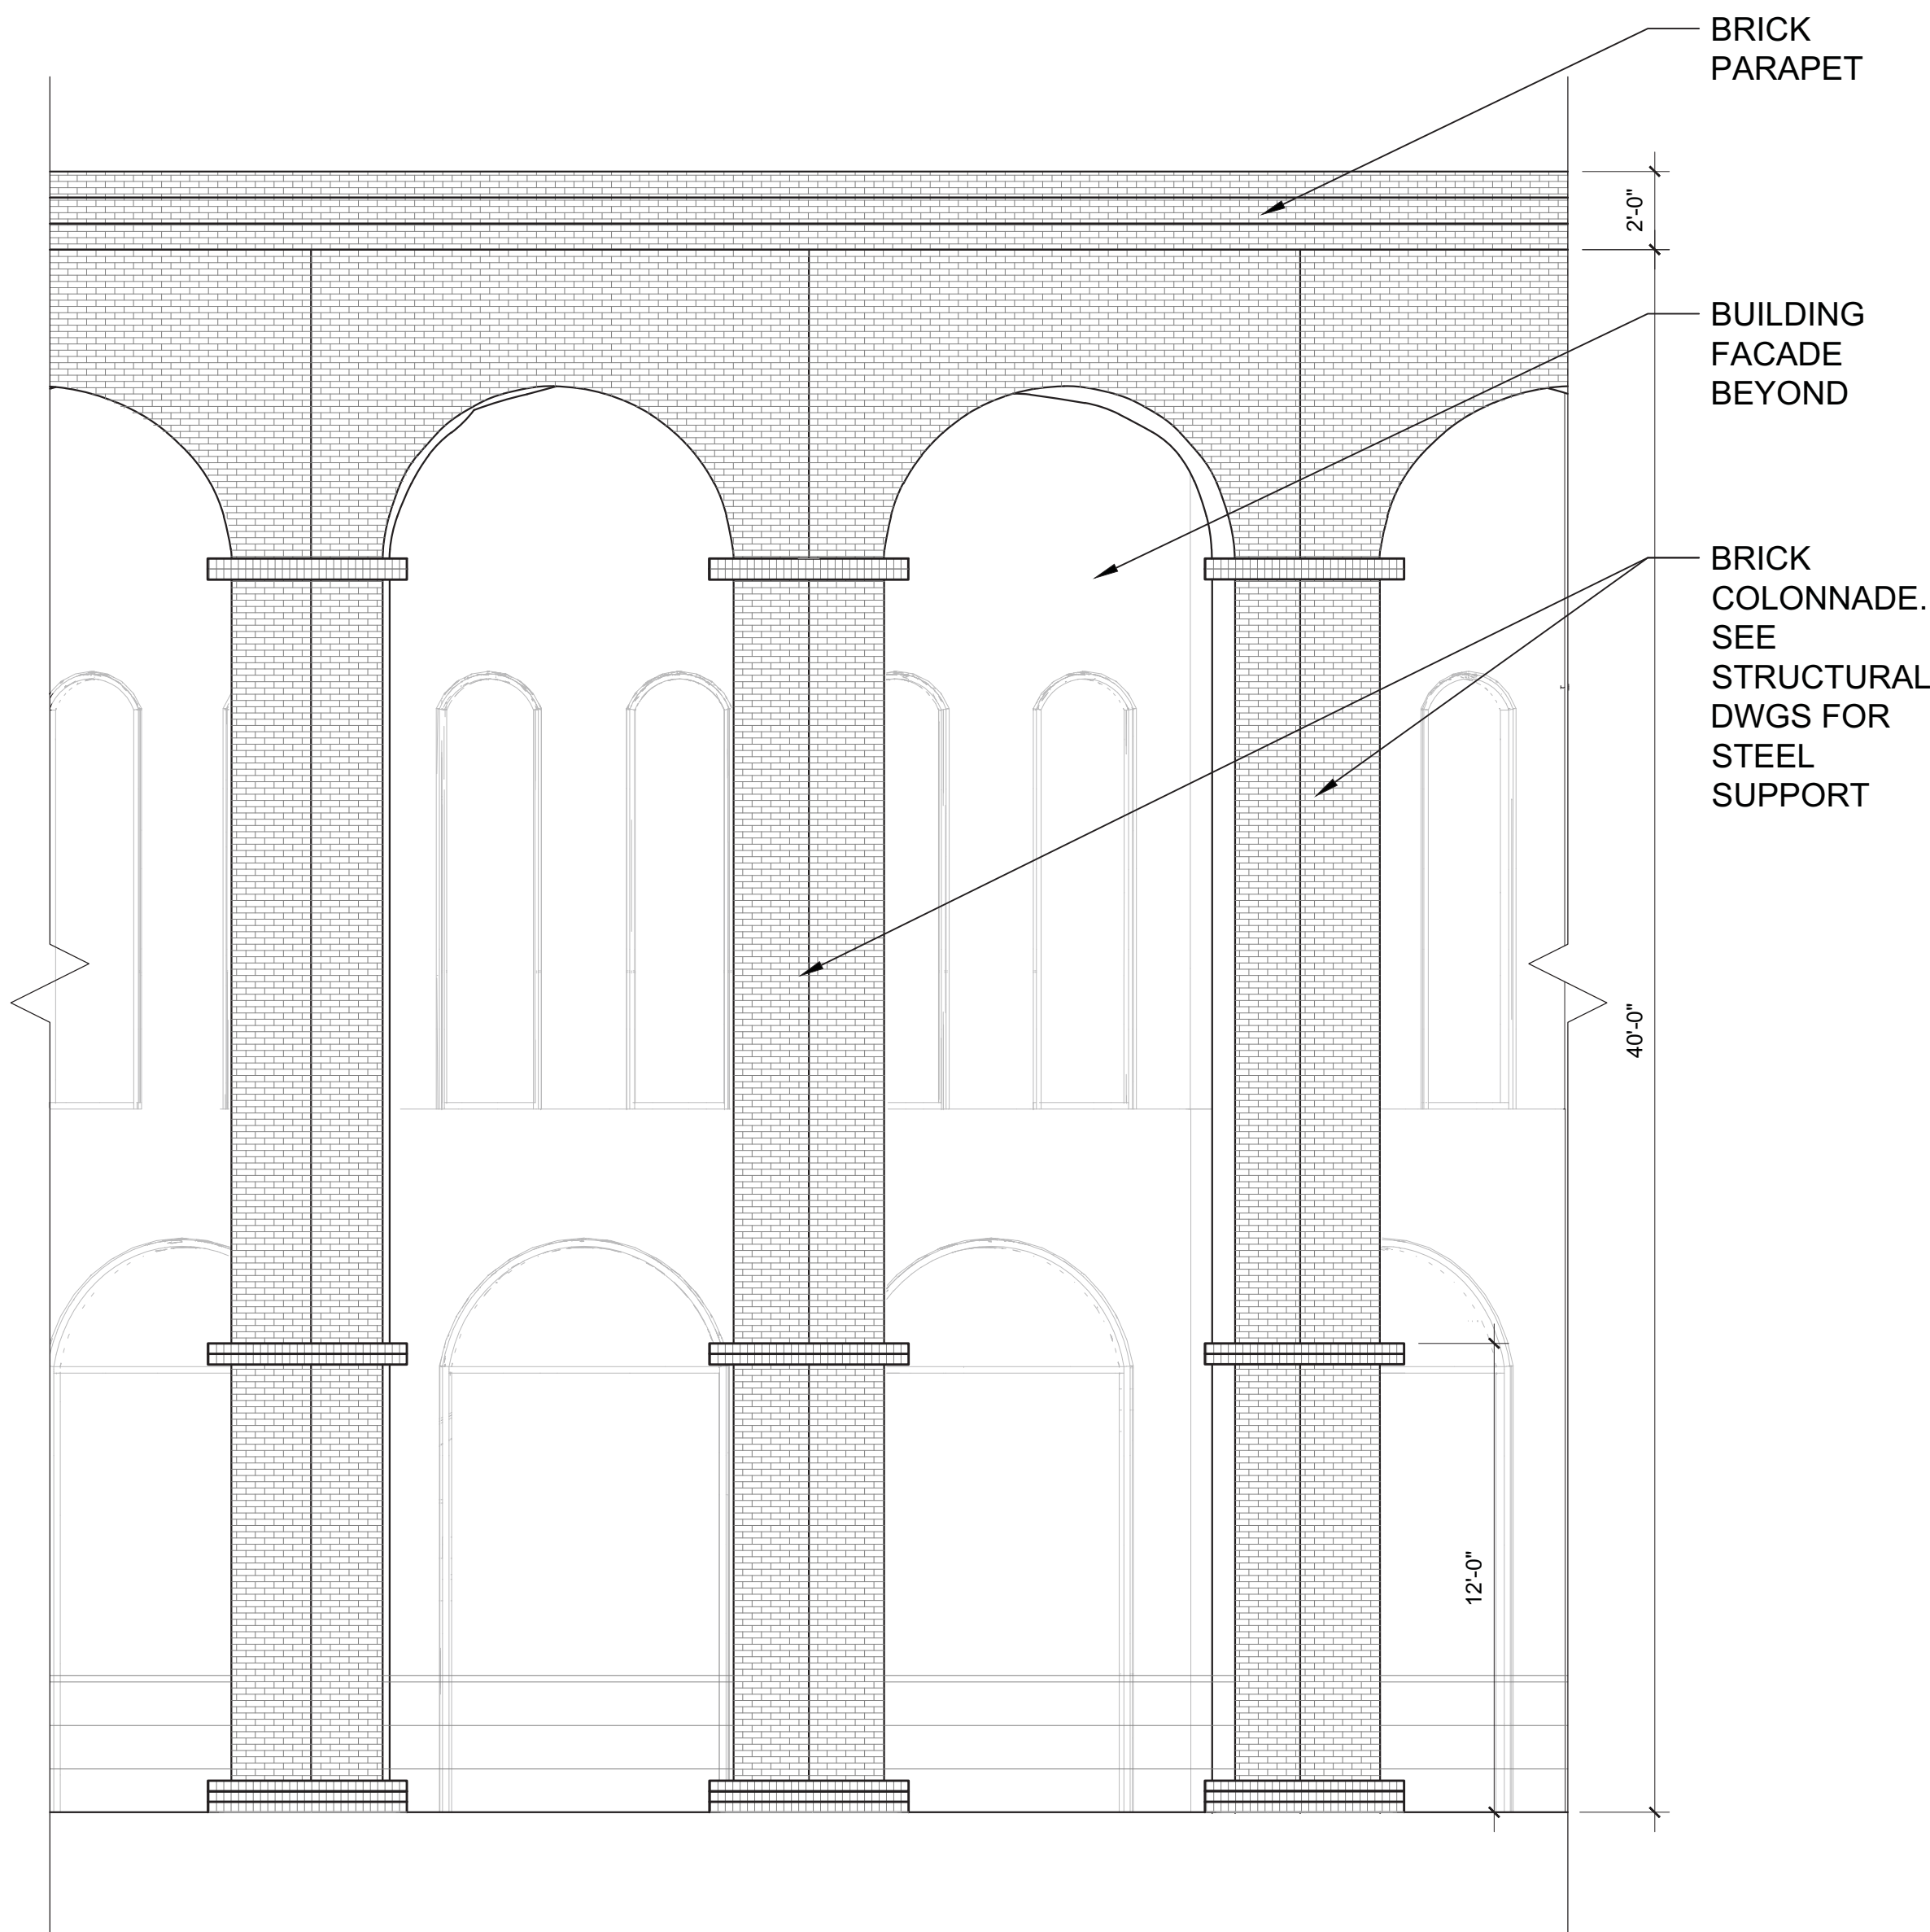 BRICK
PARAPET
2'-0"
BUILDING
FACADE
BEYOND
BRICK
COLONNADE.
SEE
STRUCTURAL
DWGS FOR
STEEL
SUPPORT
40'-0"
12'-0"